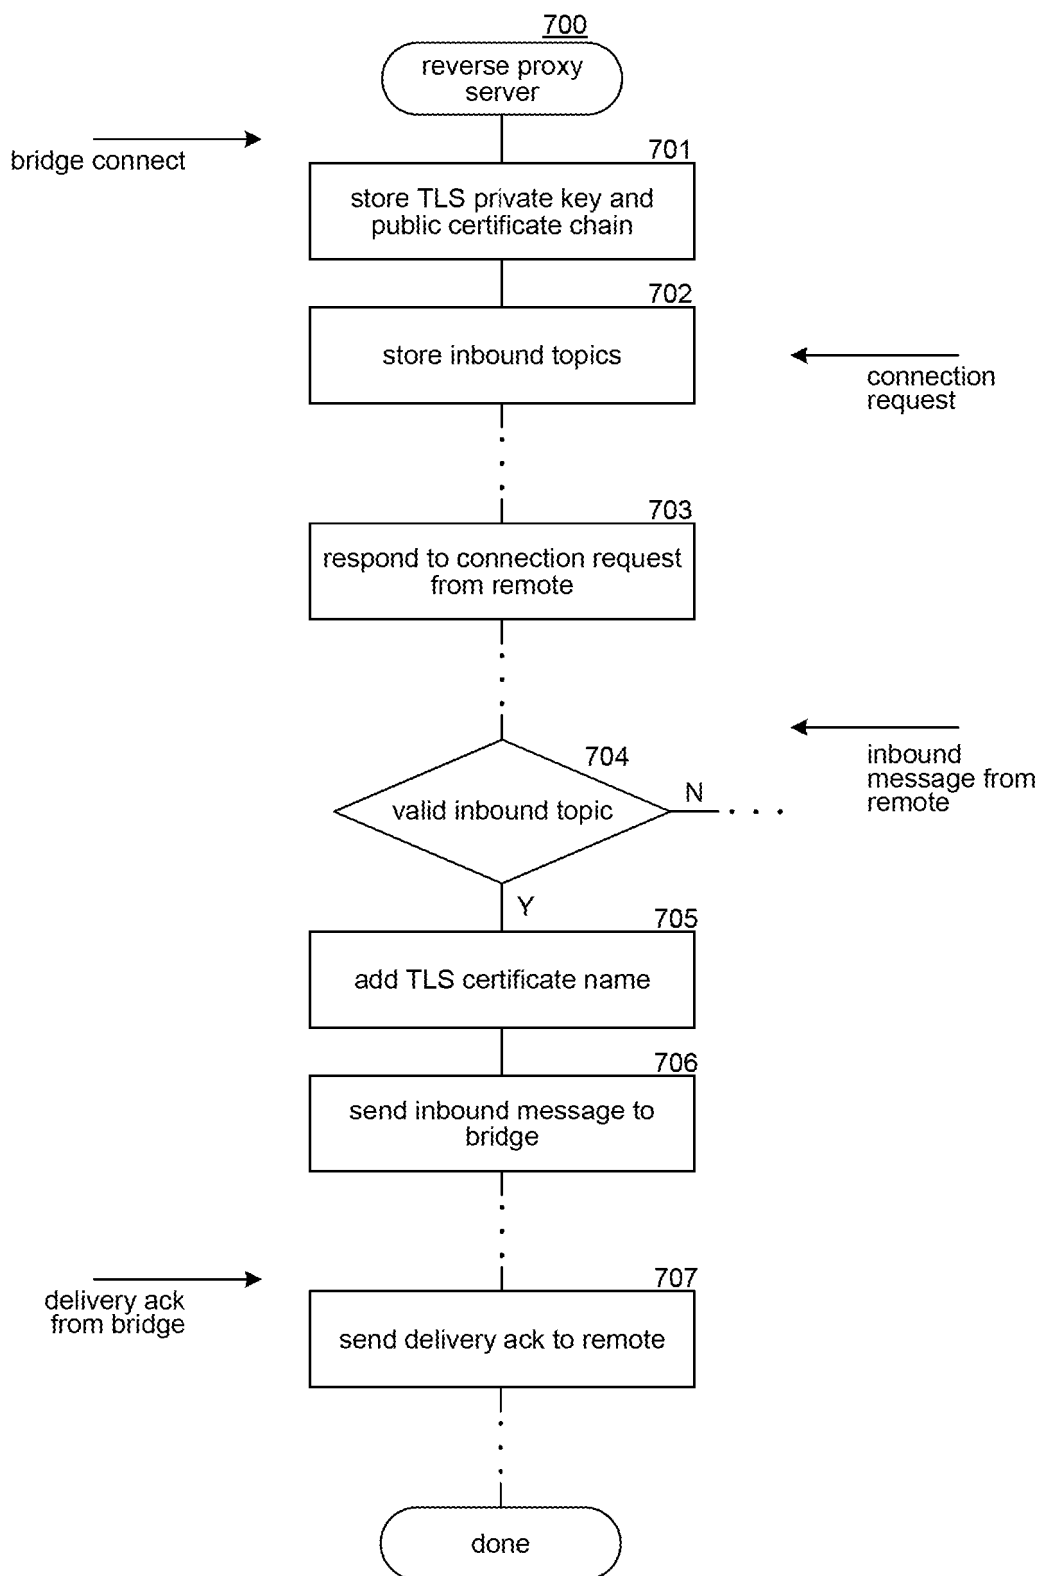 700
reverse proxy
server
bridge connect
701
store TLS private key and
public certificate chain
702
store inbound topics
connection
request
703
respond to connection request
from remote
704
valid inbound topic
N
inbound
message from
remote
Y
705
add TLS certificate name
706
send inbound message to
bridge
delivery ack
from bridge
707
send delivery ack to remote
done